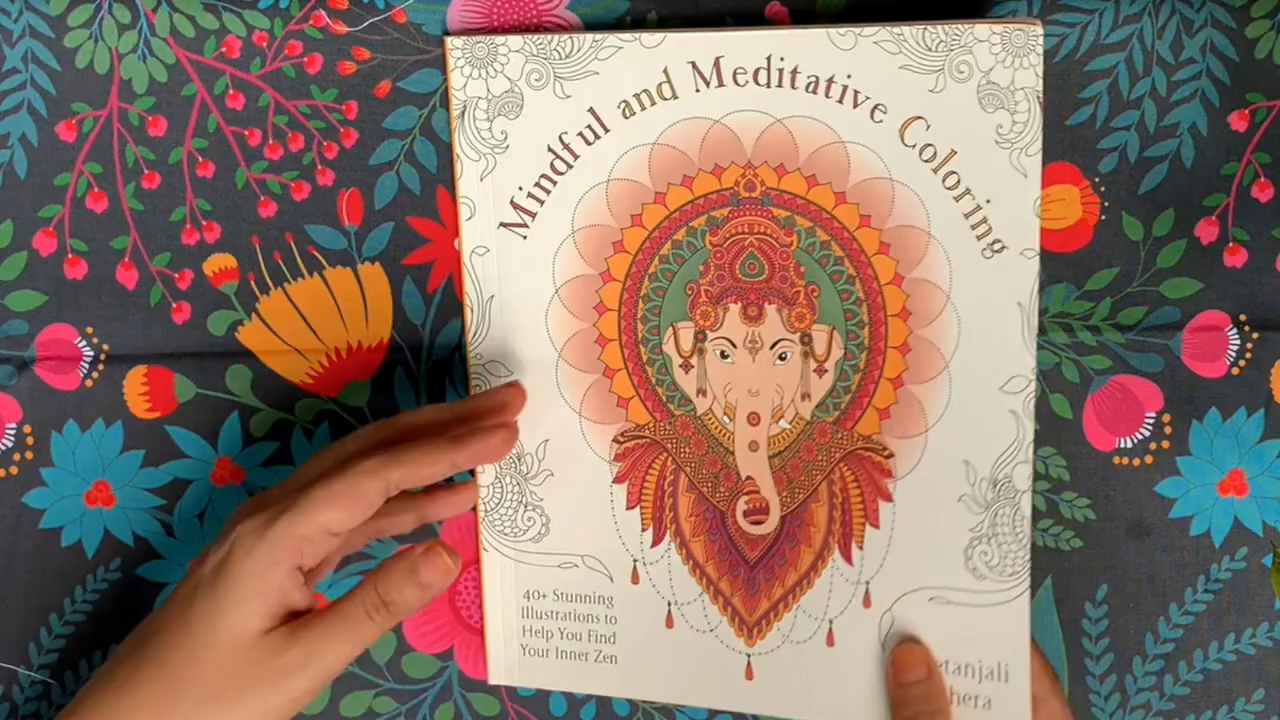 Mindful and Meditative Coloring
40+ Stunning
Illustrations to
Help You Find
Your Inner Zen